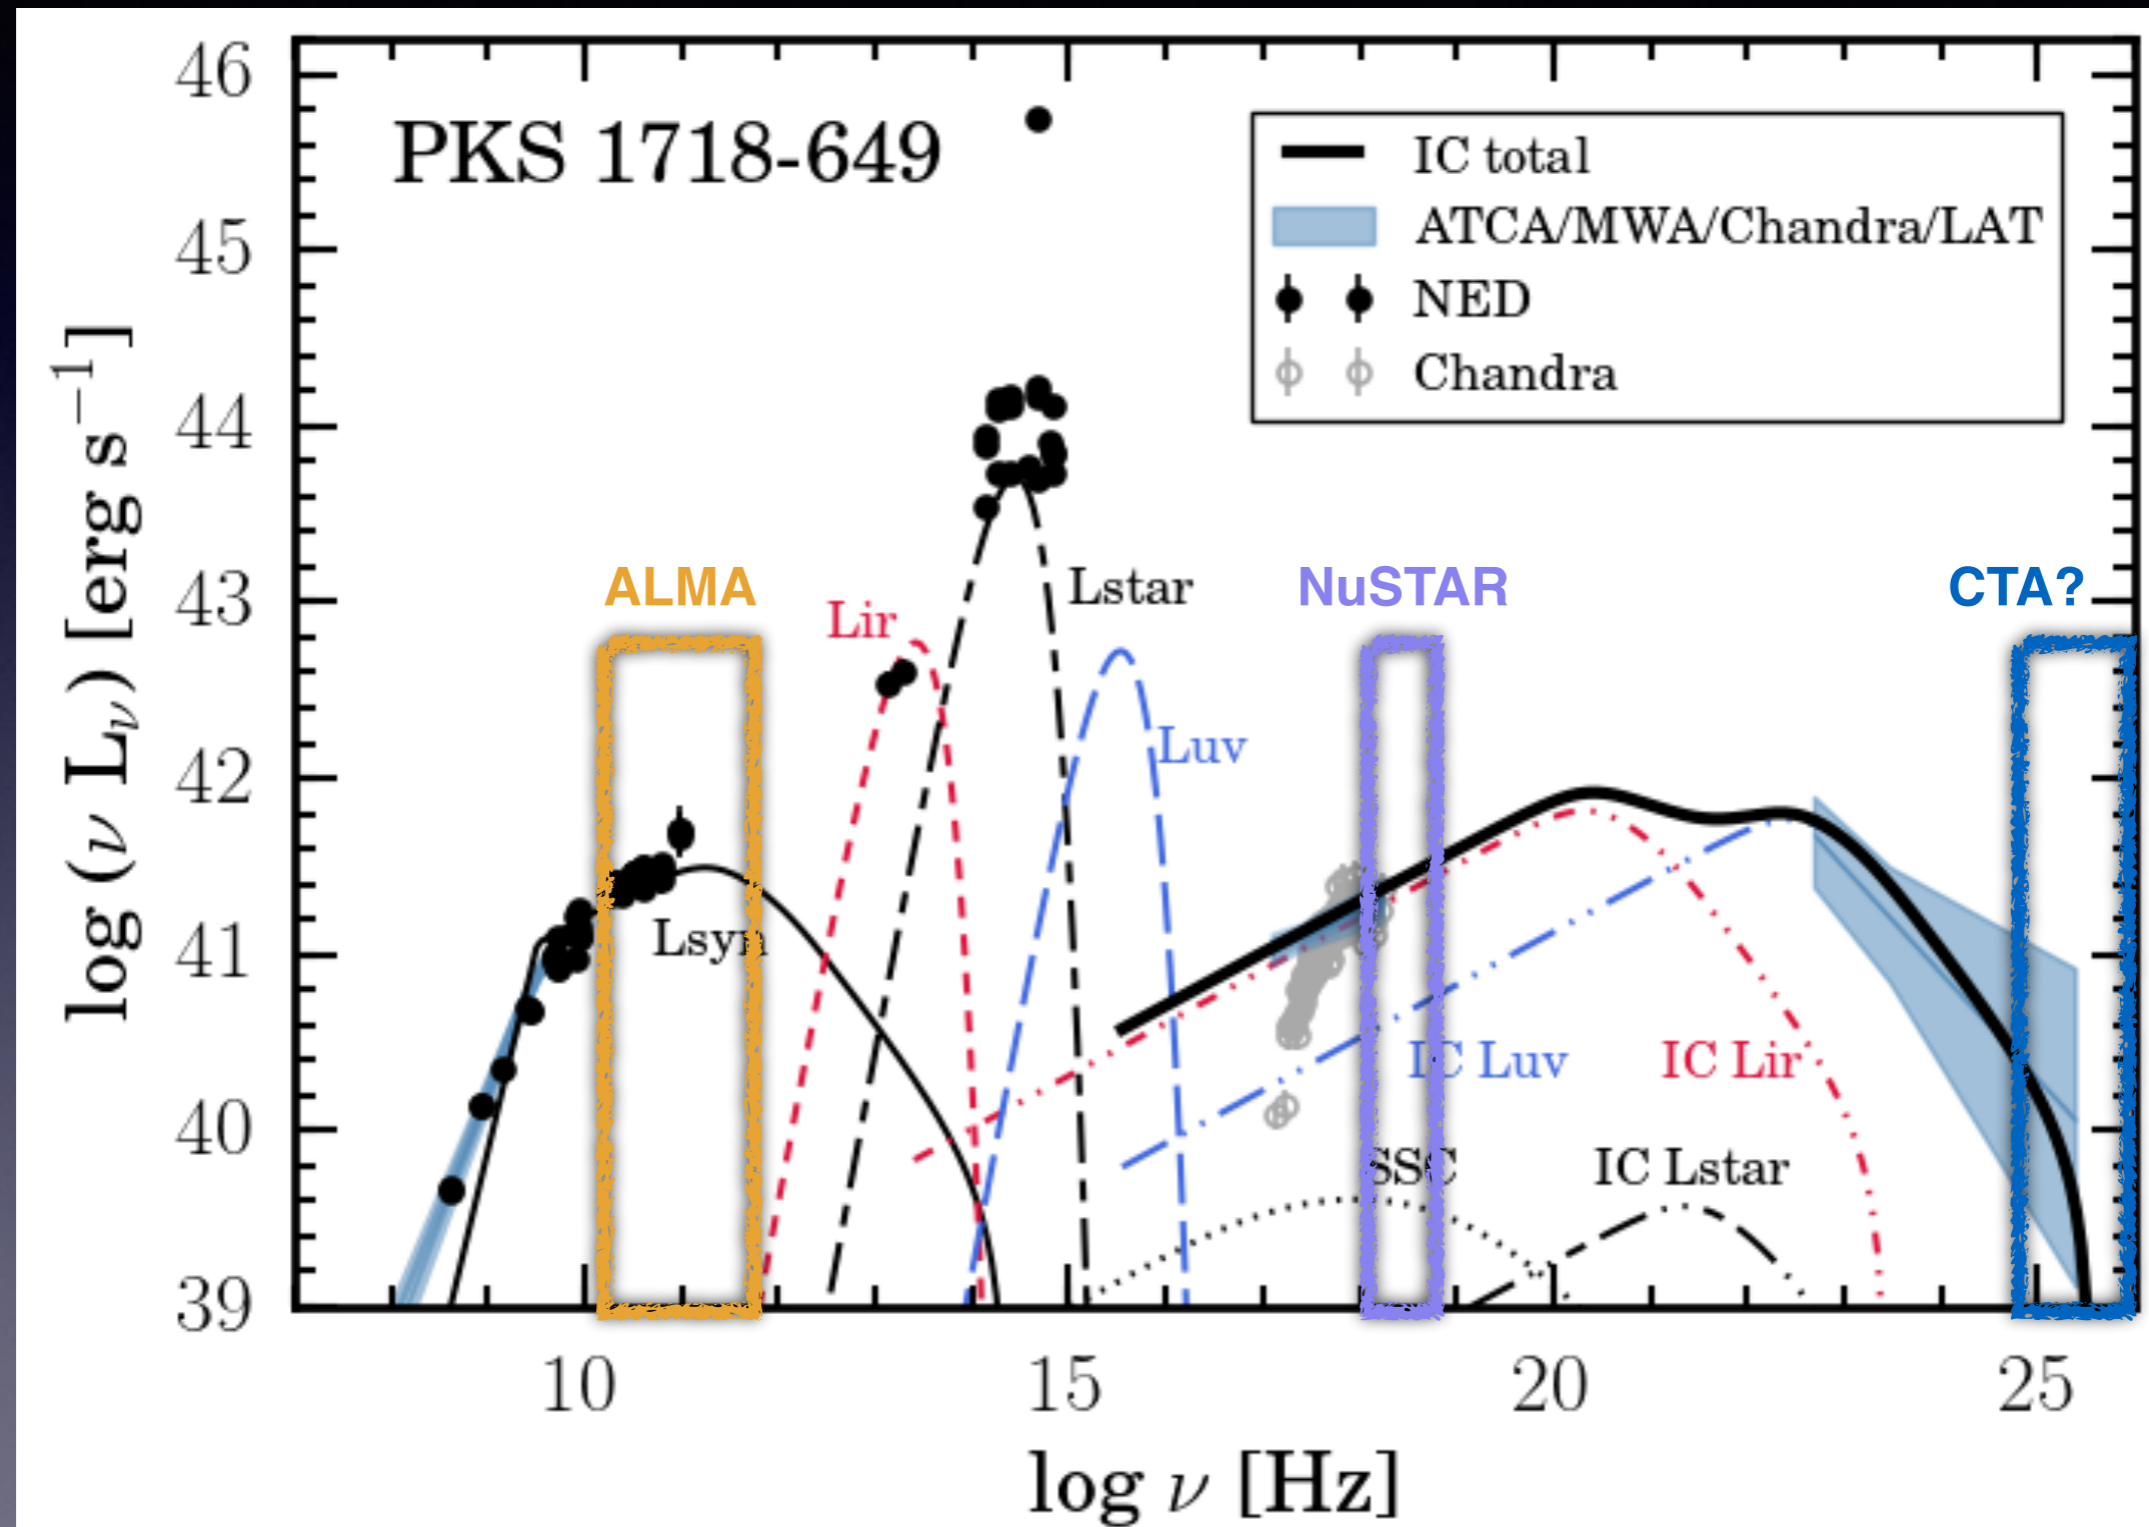 46
45
44
43
42
41
40
39
log (ν Lν) [erg s⁻¹]
PKS 1718-649
IC total
ATCA/MWA/Chandra/LAT
NED
Chandra
ALMA
Lir
Lstar
NuSTAR
CTA?
Luv
Lsyn
IC Luv
IC Lir
SSC
IC Lstar
10
15
20
25
log ν [Hz]